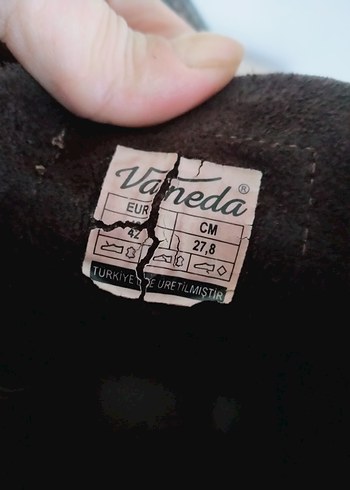 Vaneda ®
EUR CM
42 27,8
TÜRKİYE'DE ÜRETİLMİŞTİR